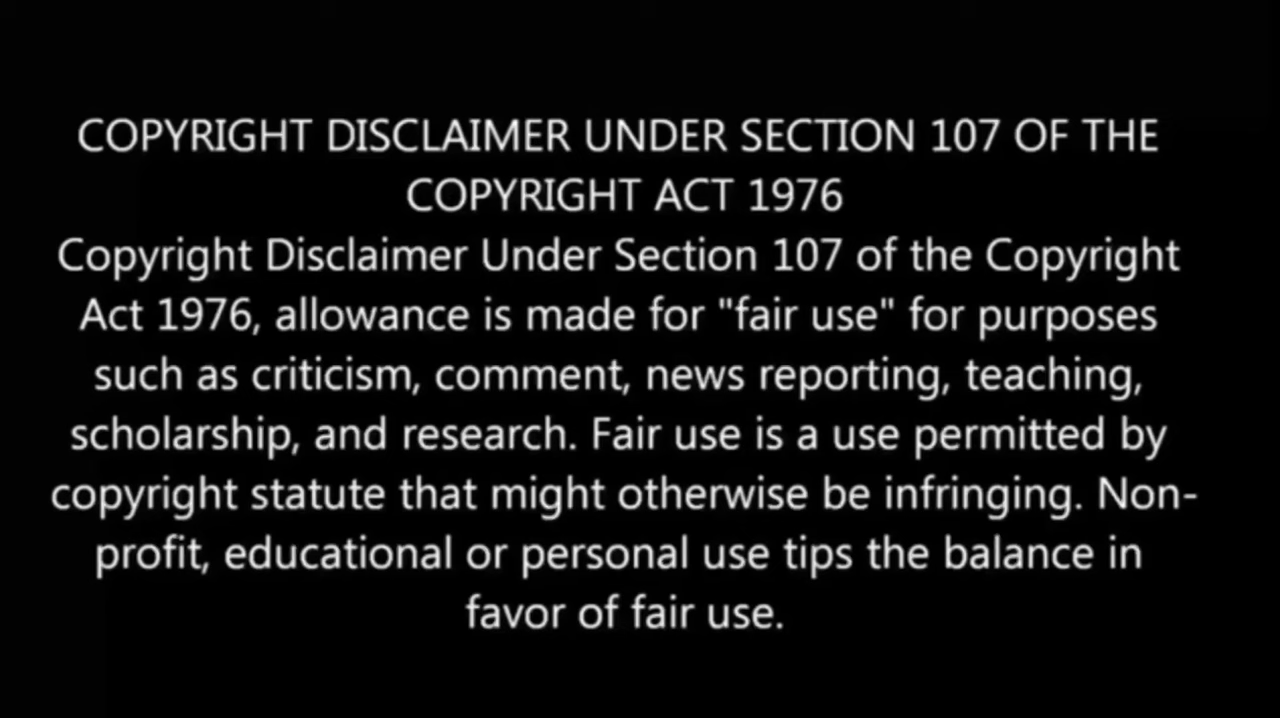 COPYRIGHT DISCLAIMER UNDER SECTION 107 OF THE
COPYRIGHT ACT 1976
Copyright Disclaimer Under Section 107 of the Copyright
Act 1976, allowance is made for "fair use" for purposes
such as criticism, comment, news reporting, teaching,
scholarship, and research. Fair use is a use permitted by
copyright statute that might otherwise be infringing. Non-
profit, educational or personal use tips the balance in
favor of fair use.